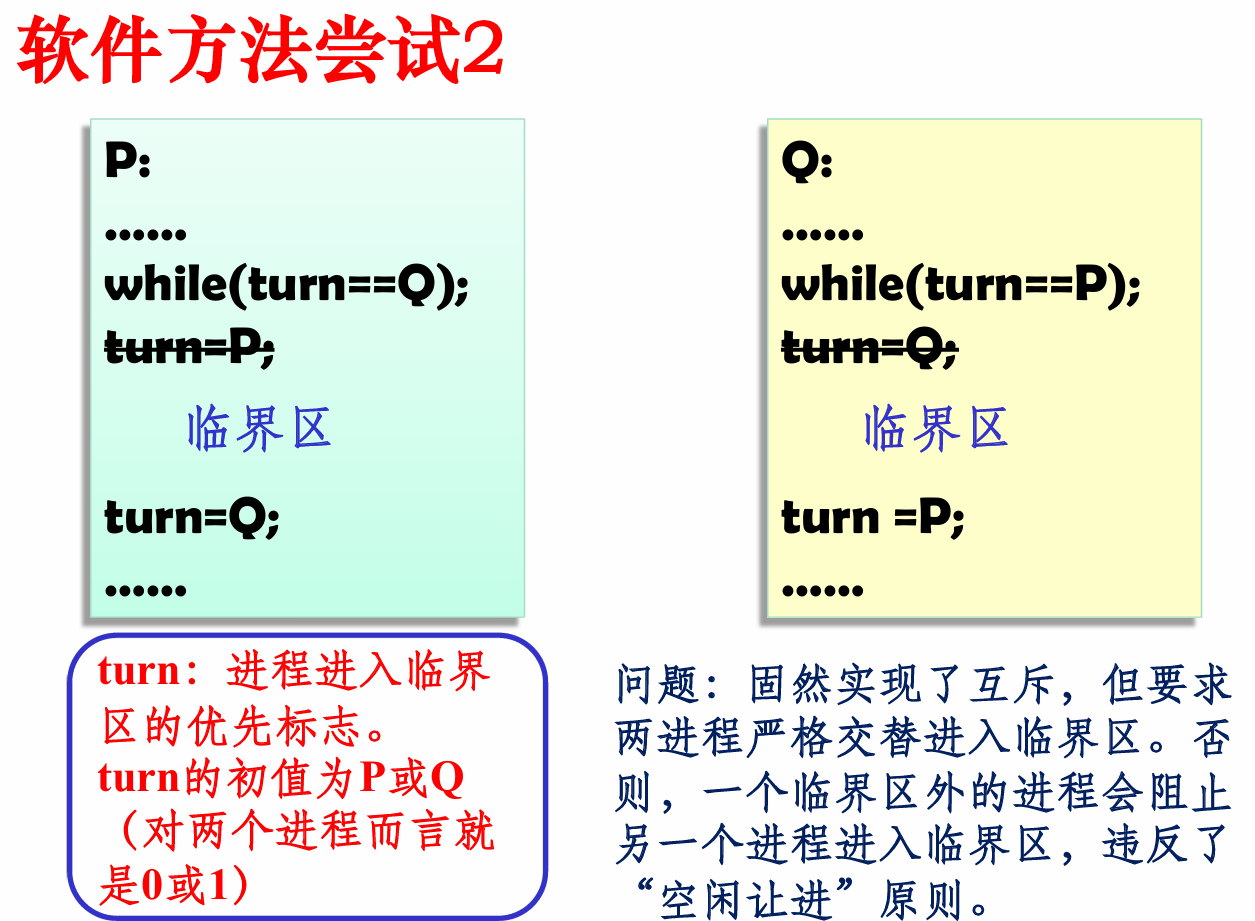 软件方法尝试2
P:
......
while(turn==Q);
turn=P;
临界区
turn=Q;
......
Q:
......
while(turn==P);
turn=Q;
临界区
turn =P;
......
turn：进程进入临界
区的优先标志。
turn的初值为P或Q
（对两个进程而言就
是0或1）
问题：固然实现了互斥，但要求
两进程严格交替进入临界区。否
则，一个临界区外的进程会阻止
另一个进程进入临界区，违反了
“空闲让进”原则。